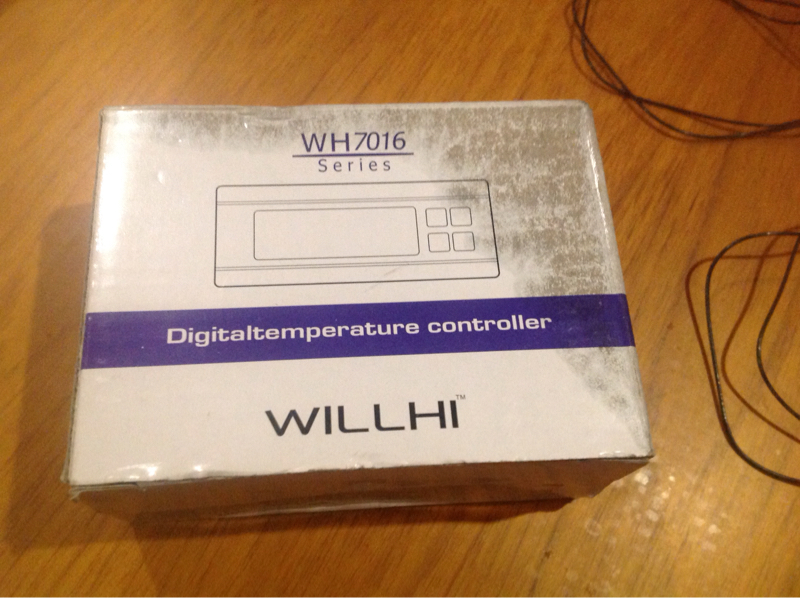 WH7016
Series
Digitaltemperature controller
WILLHI™